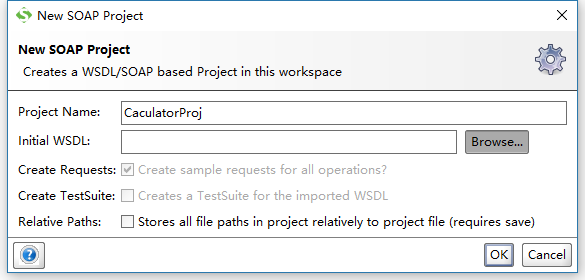 New SOAP Project
New SOAP Project
Creates a WSDL/SOAP based Project in this workspace
Project Name: CaculatorProj
Initial WSDL: Browse...
Create Requests: Create sample requests for all operations?
Create TestSuite: Creates a TestSuite for the imported WSDL
Relative Paths: Stores all file paths in project relatively to project file (requires save)
? OK Cancel